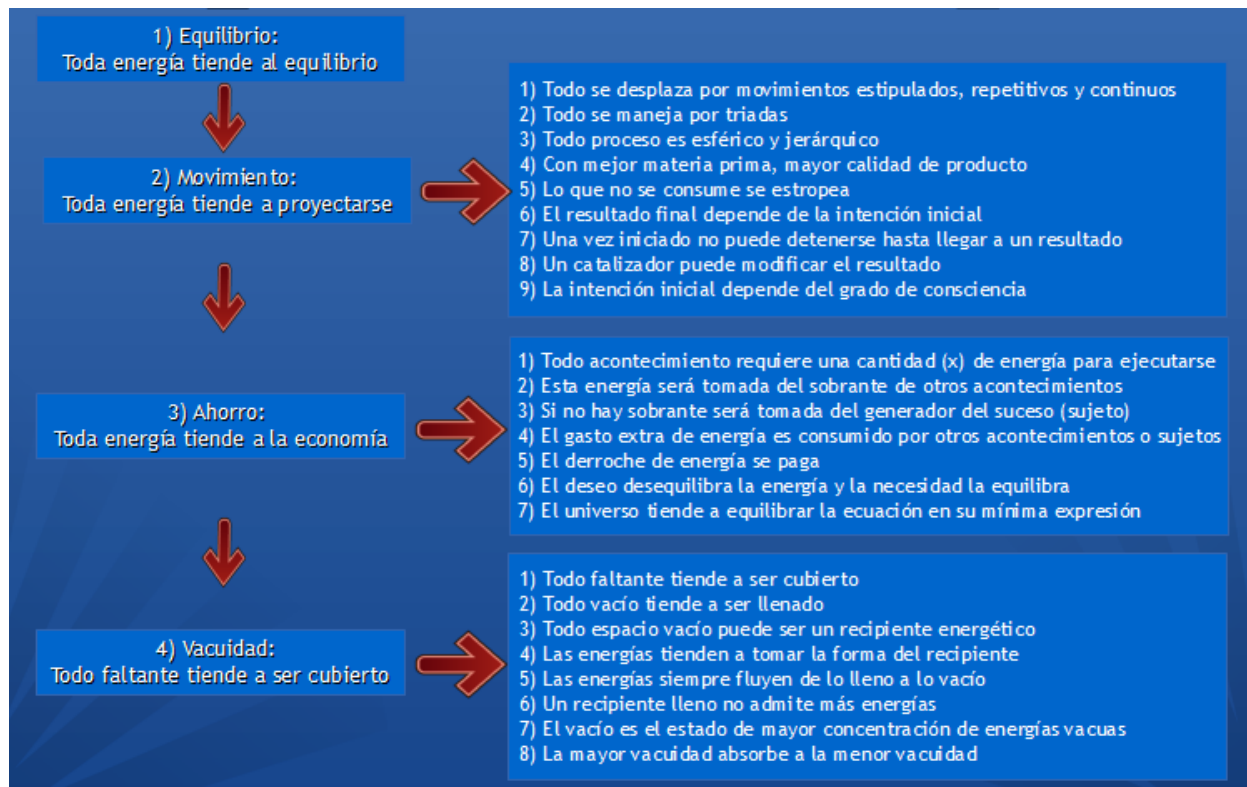 1) Equilibrio:
Toda energía tiende al equilibrio
2) Movimiento:
Toda energía tiende a proyectarse
1) Todo se desplaza por movimientos estipulados, repetitivos y continuos
2) Todo se maneja por triadas
3) Todo proceso es esférico y jerárquico
4) Con mejor materia prima, mayor calidad de producto
5) Lo que no se consume se estropea
6) El resultado final depende de la intención inicial
7) Una vez iniciado no puede detenerse hasta llegar a un resultado
8) Un catalizador puede modificar el resultado
9) La intención inicial depende del grado de consciencia
3) Ahorro:
Toda energía tiende a la economía
1) Todo acontecimiento requiere una cantidad (x) de energía para ejecutarse
2) Esta energía será tomada del sobrante de otros acontecimientos
3) Si no hay sobrante será tomada del generador del suceso (sujeto)
4) El gasto extra de energía es consumido por otros acontecimientos o sujetos
5) El derroche de energía se paga
6) El deseo desequilibra la energía y la necesidad la equilibra
7) El universo tiende a equilibrar la ecuación en su mínima expresión
4) Vacuidad:
Todo faltante tiende a ser cubierto
1) Todo faltante tiende a ser cubierto
2) Todo vacío tiende a ser llenado
3) Todo espacio vacío puede ser un recipiente energético
4) Las energías tienden a tomar la forma del recipiente
5) Las energías siempre fluyen de lo lleno a lo vacío
6) Un recipiente lleno no admite más energías
7) El vacío es el estado de mayor concentración de energías vacuas
8) La mayor vacuidad absorbe a la menor vacuidad